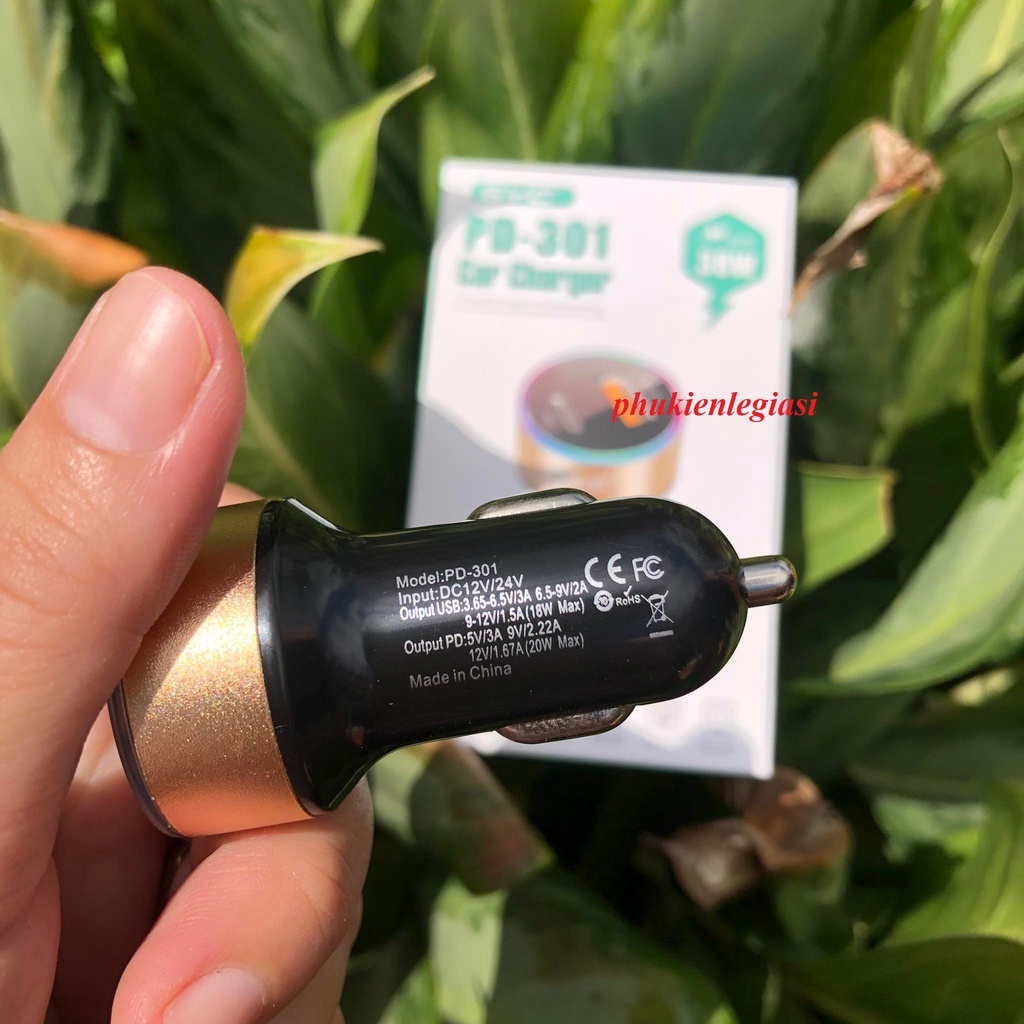 PD-301
Car Charger
38W
phukienlegiasi
Model:PD-301
Input:DC12V/24V
Output USB:3.65-6.5V/3A 6.5-9V/2A
9-12V/1.5A(18W Max)
Output PD:5V/3A 9V/2.22A
12V/1.67A(20W Max)
Made in China
CE FC
10 RoHS